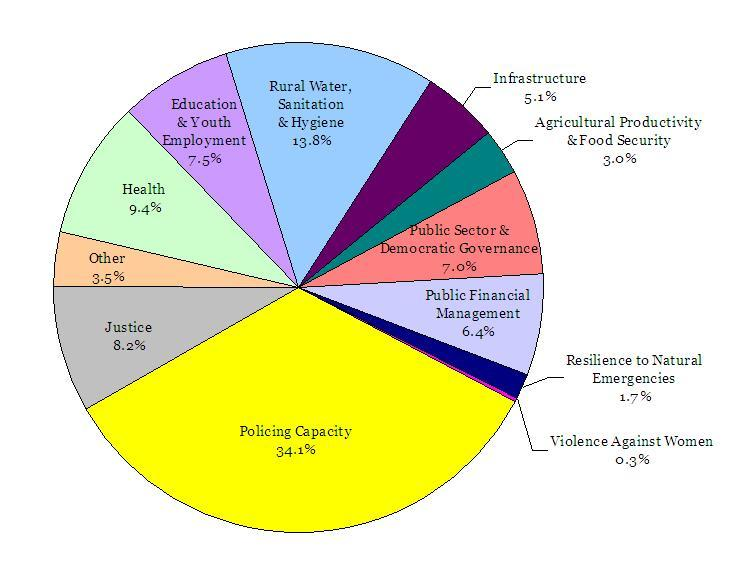 Rural Water,
Sanitation
& Hygiene
13.8%
Infrastructure
5.1%
Agricultural Productivity
& Food Security
3.0%
Public Sector &
Democratic Governance
7.0%
Public Financial
Management
6.4%
Resilience to Natural
Emergencies
1.7%
Violence Against Women
0.3%
Policing Capacity
34.1%
Justice
8.2%
Other
3.5%
Health
9.4%
Education
& Youth
Employment
7.5%